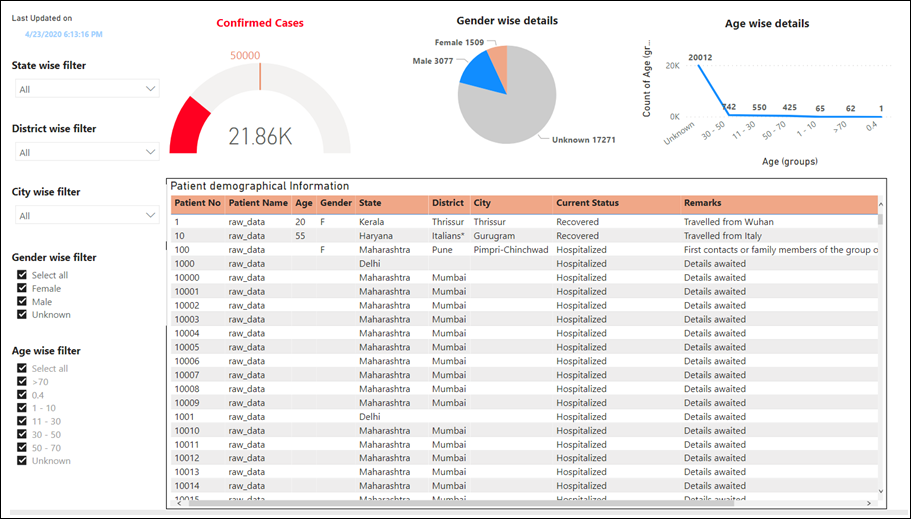 Last Updated on
4/23/2020 6:13:16 PM
State wise filter
All
District wise filter
All
City wise filter
All
Gender wise filter
Select all
Female
Male
Unknown
Age wise filter
Select all
>70
0.4
1 - 10
11 - 30
30 - 50
50 - 70
Unknown
Confirmed Cases
50000
21.86K
Gender wise details
Female 1509
Male 3077
Unknown 17271
Age wise details
Count of Age (gr...
20K
0K
20012
742 550 425 65 62 1
Unknown 30 - 50 11 - 30 50 - 70 1 - 10 >70 0.4
Age (groups)
Patient demographical Information
Patient No Patient Name Age Gender State District City Current Status Remarks
1 raw_data 20 F Kerala Thrissur Thrissur Recovered Travelled from Wuhan
10 raw_data 55 Haryana Italians* Gurugram Recovered Travelled from Italy
100 raw_data F Maharashtra Pune Pimpri-Chinchwad Hospitalized First contacts or family members of the group o
1000 raw_data Delhi Hospitalized Details awaited
10000 raw_data Maharashtra Mumbai Hospitalized Details awaited
10001 raw_data Maharashtra Mumbai Hospitalized Details awaited
10002 raw_data Maharashtra Mumbai Hospitalized Details awaited
10003 raw_data Maharashtra Mumbai Hospitalized Details awaited
10004 raw_data Maharashtra Mumbai Hospitalized Details awaited
10005 raw_data Maharashtra Mumbai Hospitalized Details awaited
10006 raw_data Maharashtra Mumbai Hospitalized Details awaited
10007 raw_data Maharashtra Mumbai Hospitalized Details awaited
10008 raw_data Maharashtra Mumbai Hospitalized Details awaited
10009 raw_data Maharashtra Mumbai Hospitalized Details awaited
1001 raw_data Delhi Hospitalized Details awaited
10010 raw_data Maharashtra Mumbai Hospitalized Details awaited
10011 raw_data Maharashtra Mumbai Hospitalized Details awaited
10012 raw_data Maharashtra Mumbai Hospitalized Details awaited
10013 raw_data Maharashtra Mumbai Hospitalized Details awaited
10014 raw_data Maharashtra Mumbai Hospitalized Details awaited
10015 raw_data Maharashtra Mumbai Hospitalized Details awaited